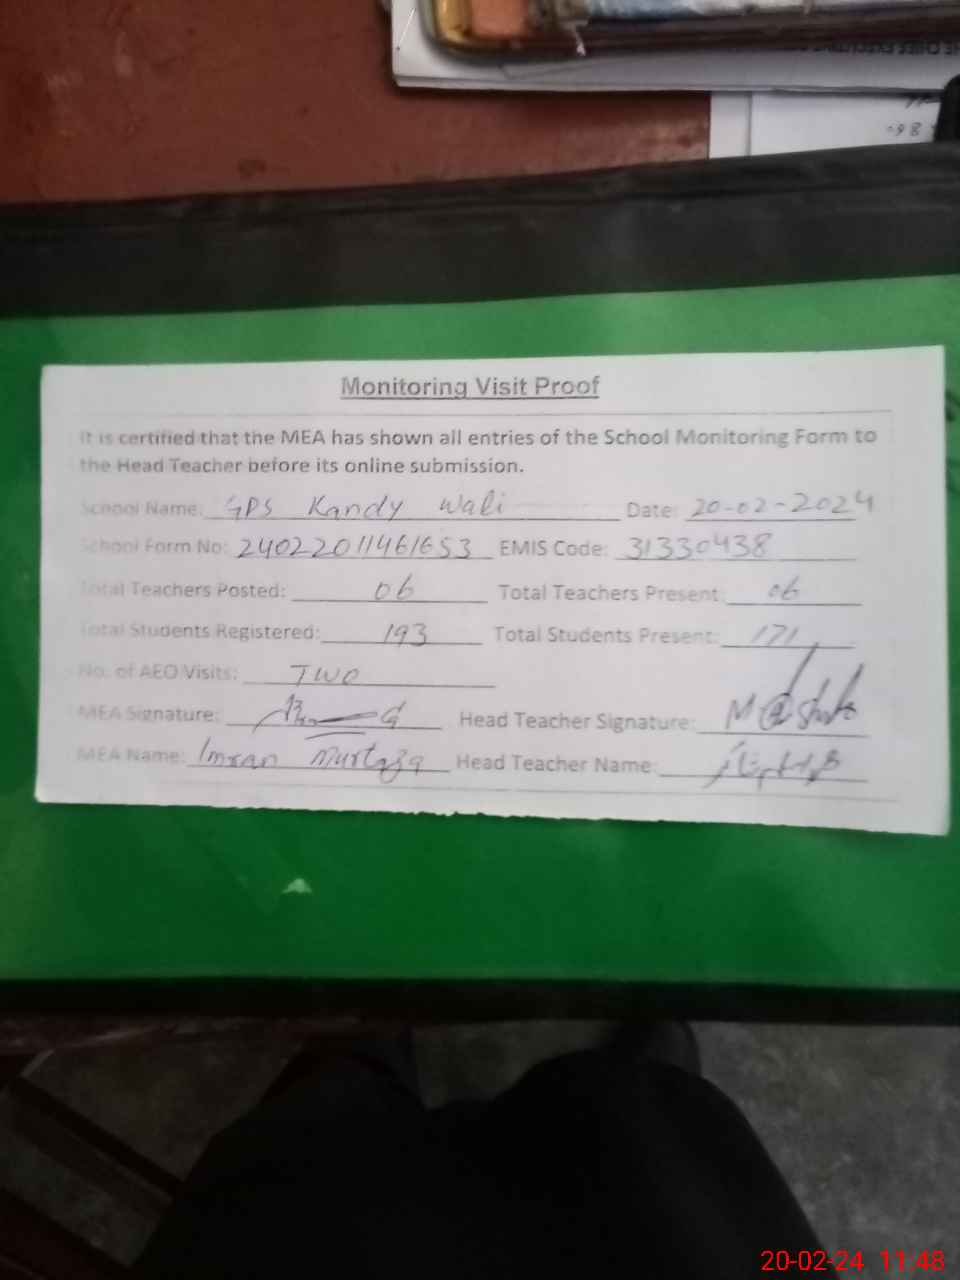 Monitoring Visit Proof
It is certified that the MEA has shown all entries of the School Monitoring Form to
the Head Teacher before its online submission.
School Name: GPS Kandy Wali Date: 20-02-2024
School Form No: 24022011461653 EMIS Code: 31330438
Total Teachers Posted: 06 Total Teachers Present: 06
Total Students Registered: 193 Total Students Present: 171
No. of AEO Visits: TWO
MEA Signature: Head Teacher Signature:
MEA Name: Imran Murtaza Head Teacher Name:
20-02-24 11:48